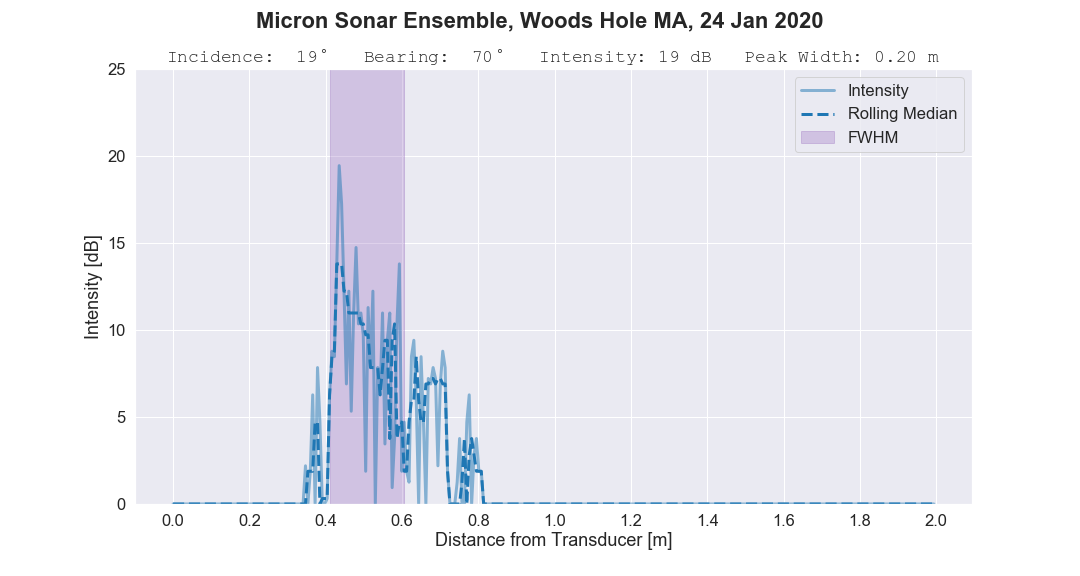 Micron Sonar Ensemble, Woods Hole MA, 24 Jan 2020
Incidence: 19° Bearing: 70° Intensity: 19 dB Peak Width: 0.20 m
Intensity
Rolling Median
FWHM
25
20
15
10
5
0
Intensity [dB]
0.0 0.2 0.4 0.6 0.8 1.0 1.2 1.4 1.6 1.8 2.0
Distance from Transducer [m]